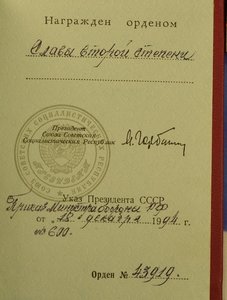 Награжден орденом
Славы второй степени
Президент
Союза Советских
Социалистических Республик
Указ Президента СССР
Приказ Министра обороны РФ
от „15" декабря 1994 г.
№ 600.
Орден № 43919